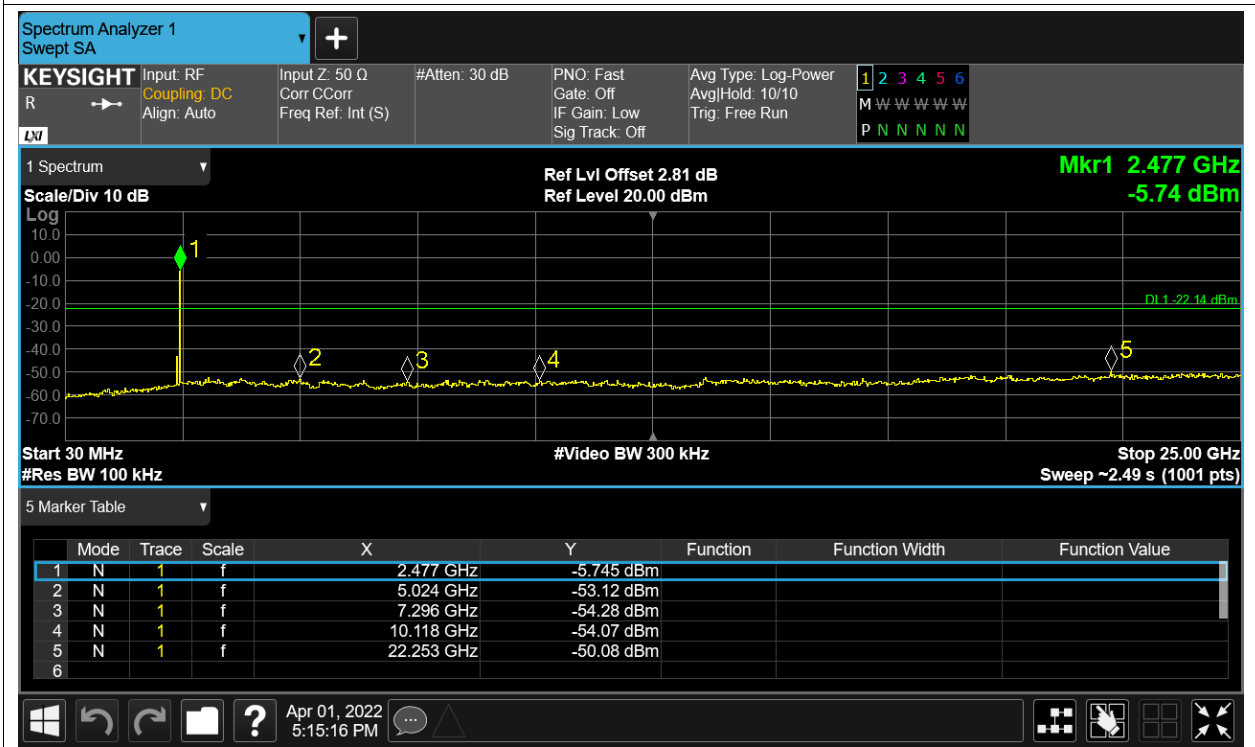 Spectrum Analyzer 1
Swept SA
KEYSIGHT Input: RF Input Z: 50 Ω #Atten: 30 dB PNO: Fast Avg Type: Log-Power 1 2 3 4 5 6
R Coupling: DC Corr CCorr Gate: Off Avg|Hold: 10/10 M W W W W W
Align: Auto Freq Ref: Int (S) IF Gain: Low Trig: Free Run
LXI Sig Track: Off P N N N N N
1 Spectrum Ref Lvl Offset 2.81 dB Mkr1 2.477 GHz
Scale/Div 10 dB Ref Level 20.00 dBm -5.74 dBm
Log
10.0
1
0.00
-10.0
-20.0 DL1 -22.14 dBm
-30.0
-40.0 2 3 4 5
-50.0
-60.0
-70.0
Start 30 MHz #Video BW 300 kHz Stop 25.00 GHz
#Res BW 100 kHz Sweep ~2.49 s (1001 pts)
5 Marker Table
Mode Trace Scale X Y Function Function Width Function Value
1 N 1 f 2.477 GHz -5.745 dBm
2 N 1 f 5.024 GHz -53.12 dBm
3 N 1 f 7.296 GHz -54.28 dBm
4 N 1 f 10.118 GHz -54.07 dBm
5 N 1 f 22.253 GHz -50.08 dBm
6
? Apr 01, 2022
5:15:16 PM